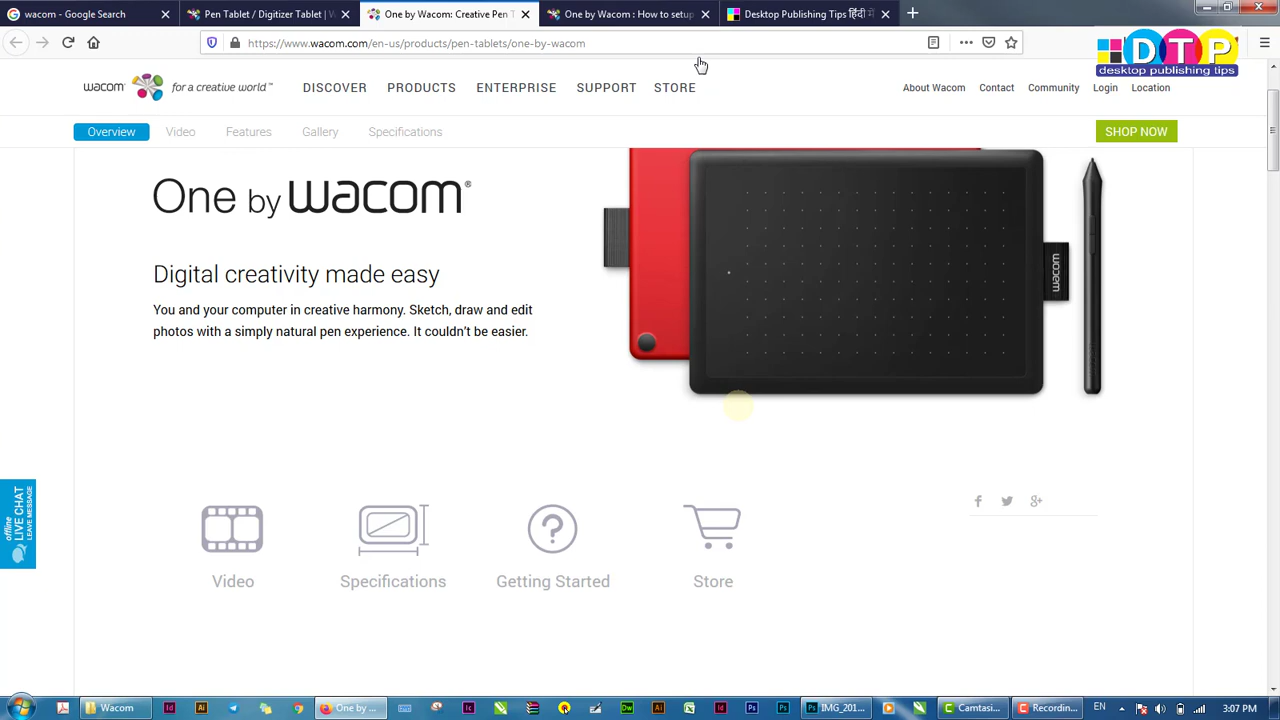 wacom - Google Search
Pen Tablet / Digitizer Tablet | W
One by Wacom: Creative Pen T
One by Wacom : How to setup
Desktop Publishing Tips हिंदी में
https://www.wacom.com/en-us/products/pen-tablets/one-by-wacom
DTP
desktop publishing tips
wacom
for a creative world™
DISCOVER
PRODUCTS
ENTERPRISE
SUPPORT
STORE
About Wacom
Contact
Community
Login
Location
Overview
Video
Features
Gallery
Specifications
SHOP NOW
One by wacom®
wacom
Digital creativity made easy
You and your computer in creative harmony. Sketch, draw and edit
photos with a simply natural pen experience. It couldn't be easier.
offline
LIVE CHAT
LEAVE MESSAGE
Video
Specifications
Getting Started
Store
Wacom
One by ...
IMG_201...
Camtasi...
Recordin...
EN
3:07 PM